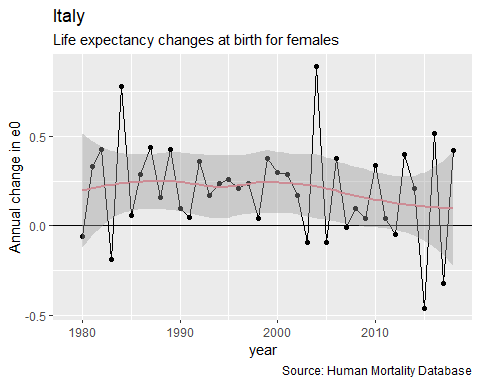 Italy
Life expectancy changes at birth for females
Annual change in e0
0.5
0.0
-0.5
1980
1990
2000
2010
year
Source: Human Mortality Database